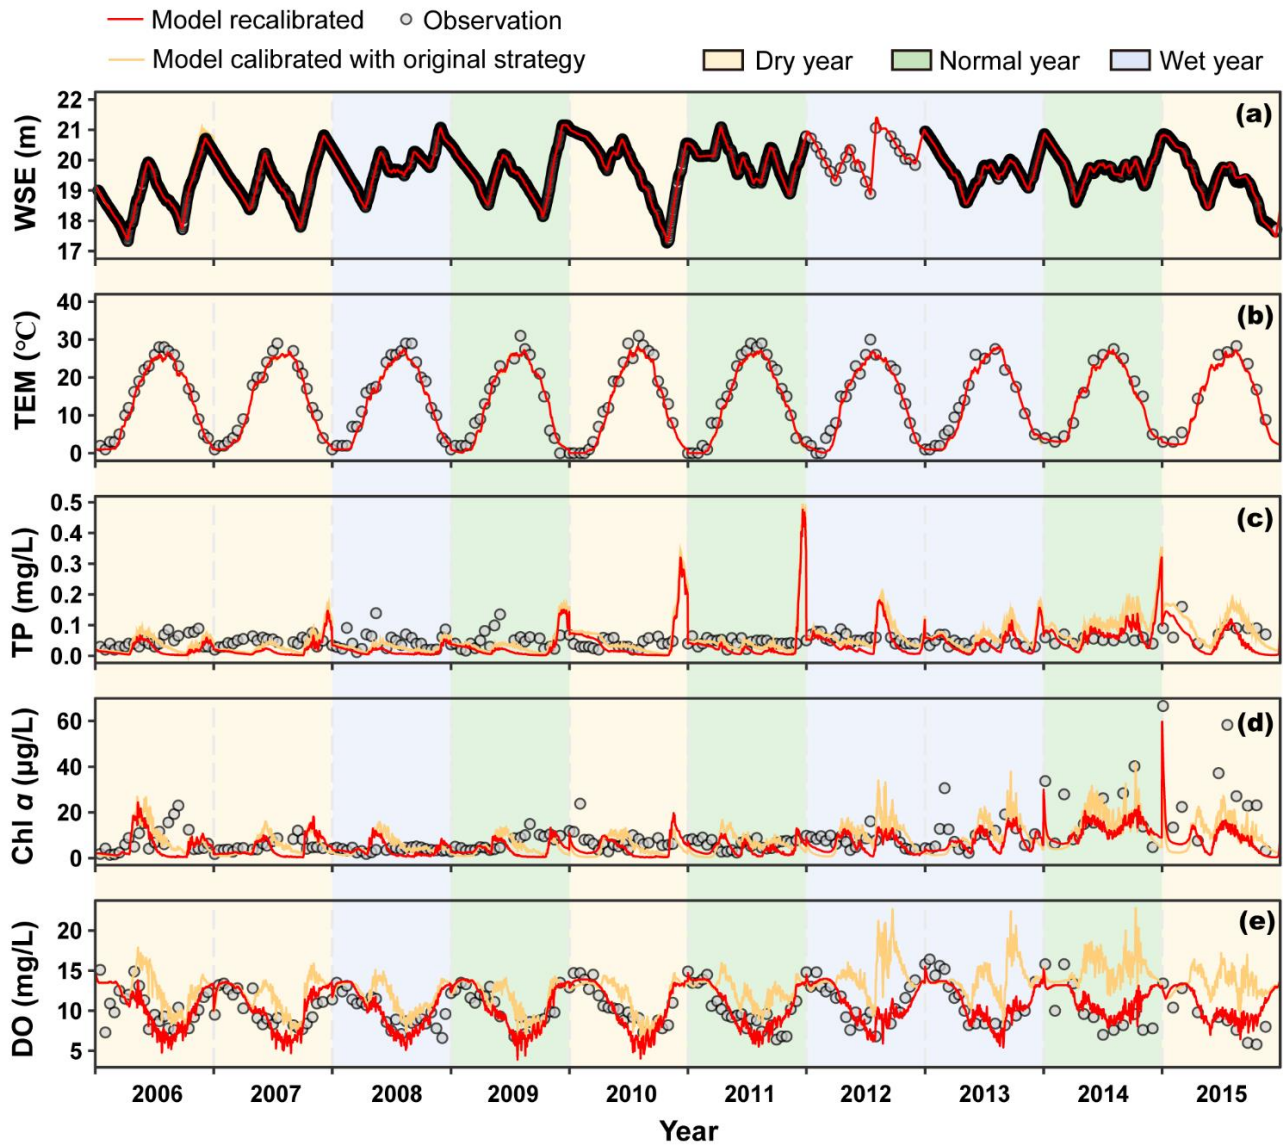 Model recalibrated
Observation
Model calibrated with original strategy
Dry year
Normal year
Wet year
(a)
WSE (m)
22
21
20
19
18
17
(b)
TEM (℃)
40
30
20
10
0
(c)
TP (mg/L)
0.5
0.4
0.3
0.2
0.1
0.0
(d)
Chl a (µg/L)
60
40
20
0
(e)
DO (mg/L)
20
15
10
5
2006 2007 2008 2009 2010 2011 2012 2013 2014 2015
Year